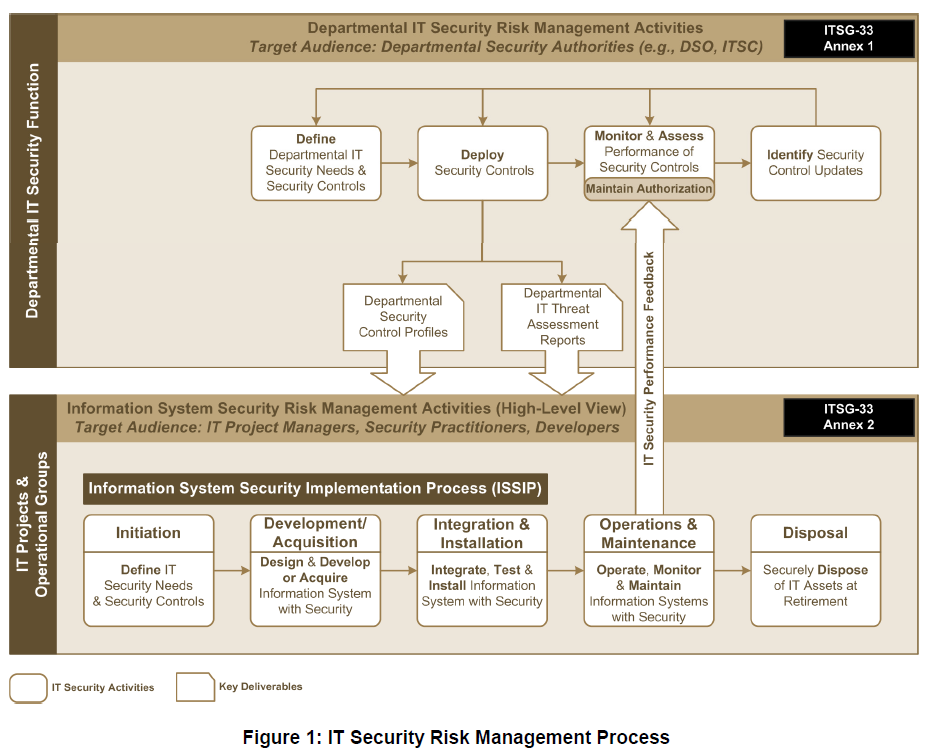 Departmental IT Security Function
Departmental IT Security Risk Management Activities
Target Audience: Departmental Security Authorities (e.g., DSO, ITSC)
ITSG-33
Annex 1
Define
Departmental IT
Security Needs &
Security Controls
Deploy
Security Controls
Monitor & Assess
Performance of
Security Controls
Maintain Authorization
Identify Security
Control Updates
Departmental
Security
Control Profiles
Departmental
IT Threat
Assessment
Reports
IT Security Performance Feedback
IT Projects &
Operational Groups
Information System Security Risk Management Activities (High-Level View)
Target Audience: IT Project Managers, Security Practitioners, Developers
ITSG-33
Annex 2
Information System Security Implementation Process (ISSIP)
Initiation
Define IT
Security Needs
& Security Controls
Development/
Acquisition
Design & Develop
or Acquire
Information System
with Security
Integration &
Installation
Integrate, Test &
Install Information
System with Security
Operations &
Maintenance
Operate, Monitor
& Maintain
Information Systems
with Security
Disposal
Securely Dispose
of IT Assets at
Retirement
IT Security Activities
Key Deliverables
Figure 1: IT Security Risk Management Process